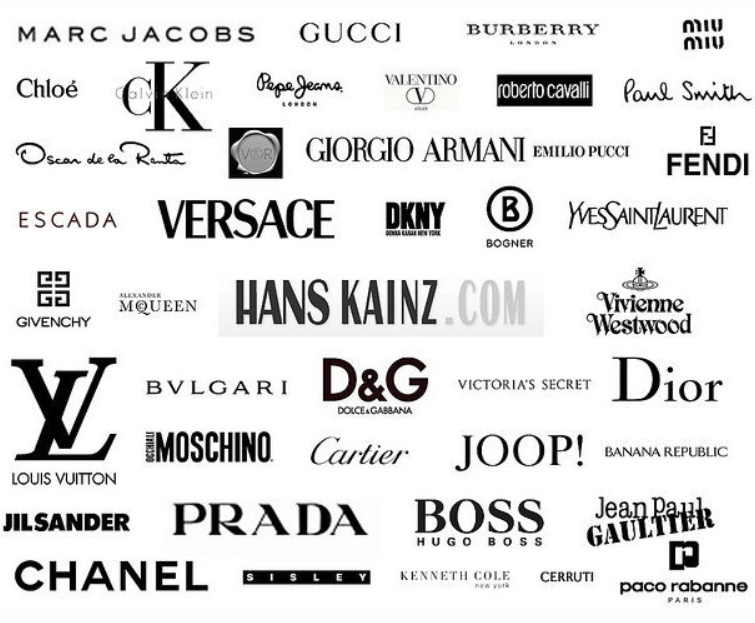 MARC JACOBS GUCCI BURBERRY miu
LONDON miu
Chloé cK Calvin Klein Pepe Jeans LONDON VALENTINO V roberto cavalli Paul Smith
Oscar de la Renta VOR GIORGIO ARMANI EMILIO PUCCI FENDI
ESCADA VERSACE DKNY DONNA KARAN NEW YORK B BOGNER YVESSAINTLAURENT
GIVENCHY ALEXANDER McQUEEN HANS KAINZ.COM Vivienne Westwood
LV LOUIS VUITTON BVLGARI D&G DOLCE&GABBANA VICTORIA'S SECRET Dior
OCCHIALI MOSCHINO. Cartier JOOP! BANANA REPUBLIC
JIL SANDER PRADA BOSS HUGO BOSS Jean Paul GAULTIER
CHANEL SISLEY KENNETH COLE new york CERRUTI paco rabanne PARIS